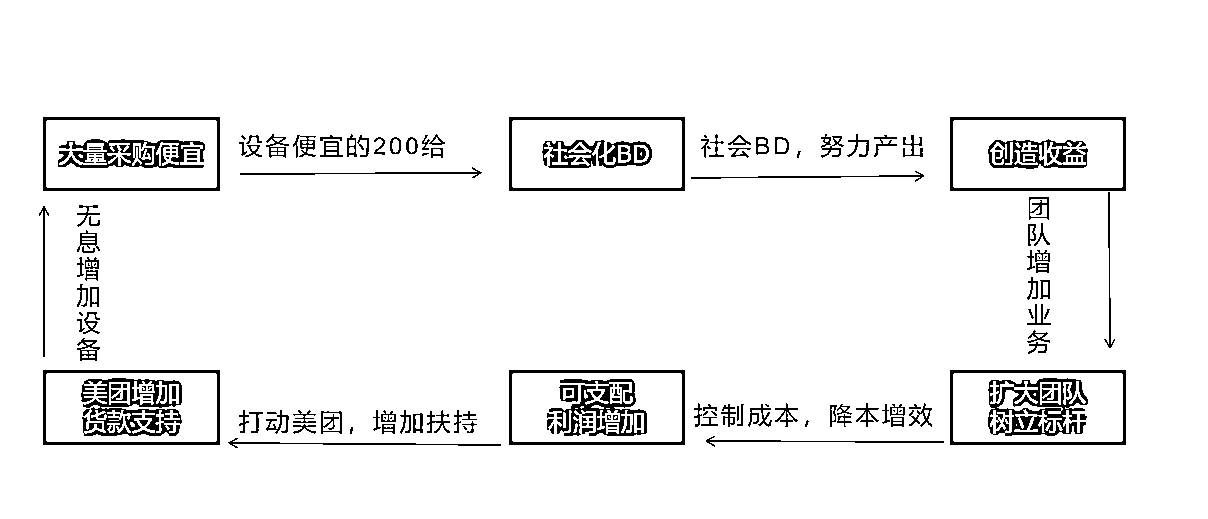 大量采购便宜
设备便宜的200给
社会化BD
社会BD，努力产出
创造收益
团队增加业务
扩大团队
树立标杆
控制成本，降本增效
可支配
利润增加
打动美团，增加扶持
美团增加
货款支持
无息增加设备